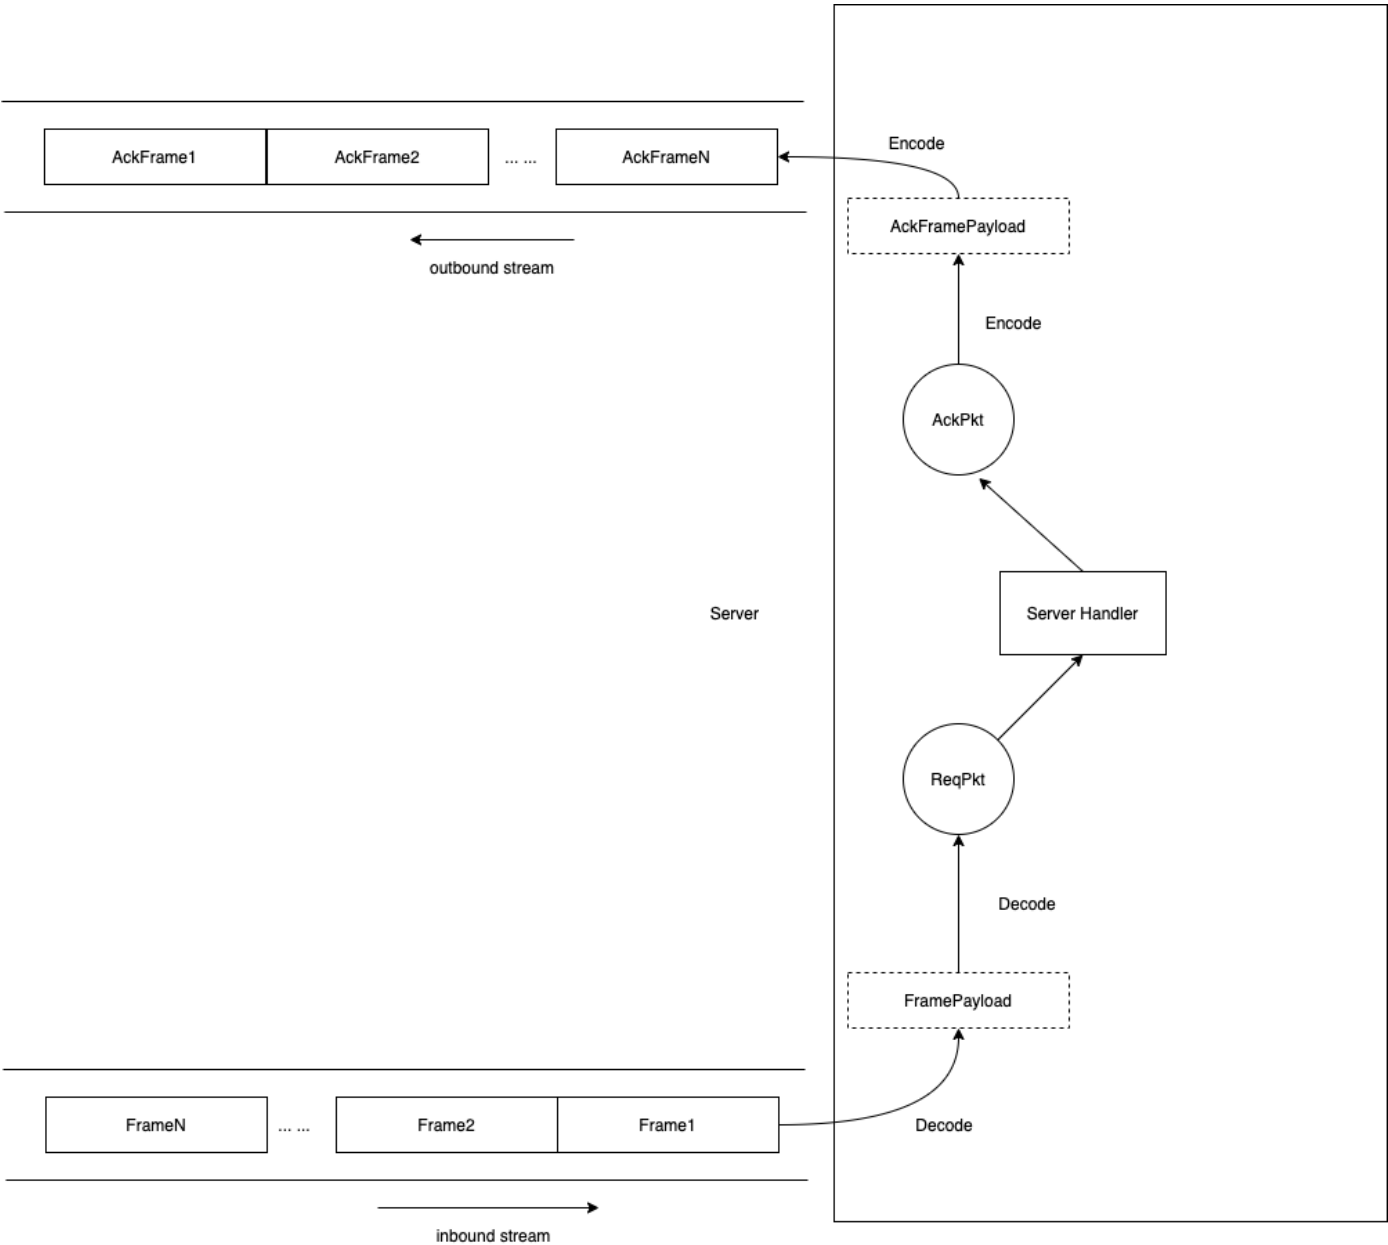 Encode
AckFrame1
AckFrame2
... ...
AckFrameN
AckFramePayload
outbound stream
Encode
AckPkt
Server
Server Handler
ReqPkt
Decode
FramePayload
FrameN
... ...
Frame2
Frame1
Decode
inbound stream